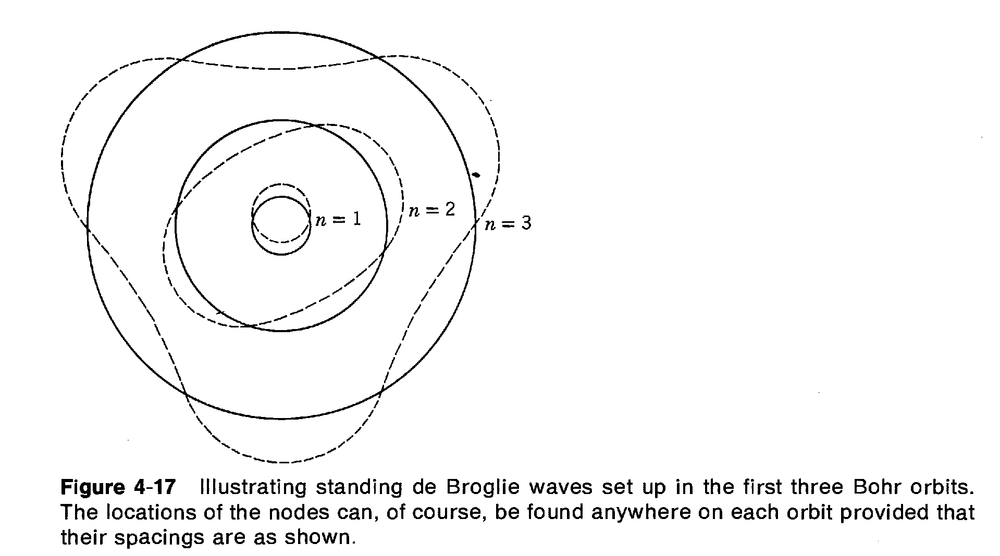 n = 1
n = 2
n = 3
Figure 4-17 Illustrating standing de Broglie waves set up in the first three Bohr orbits.
The locations of the nodes can, of course, be found anywhere on each orbit provided that
their spacings are as shown.